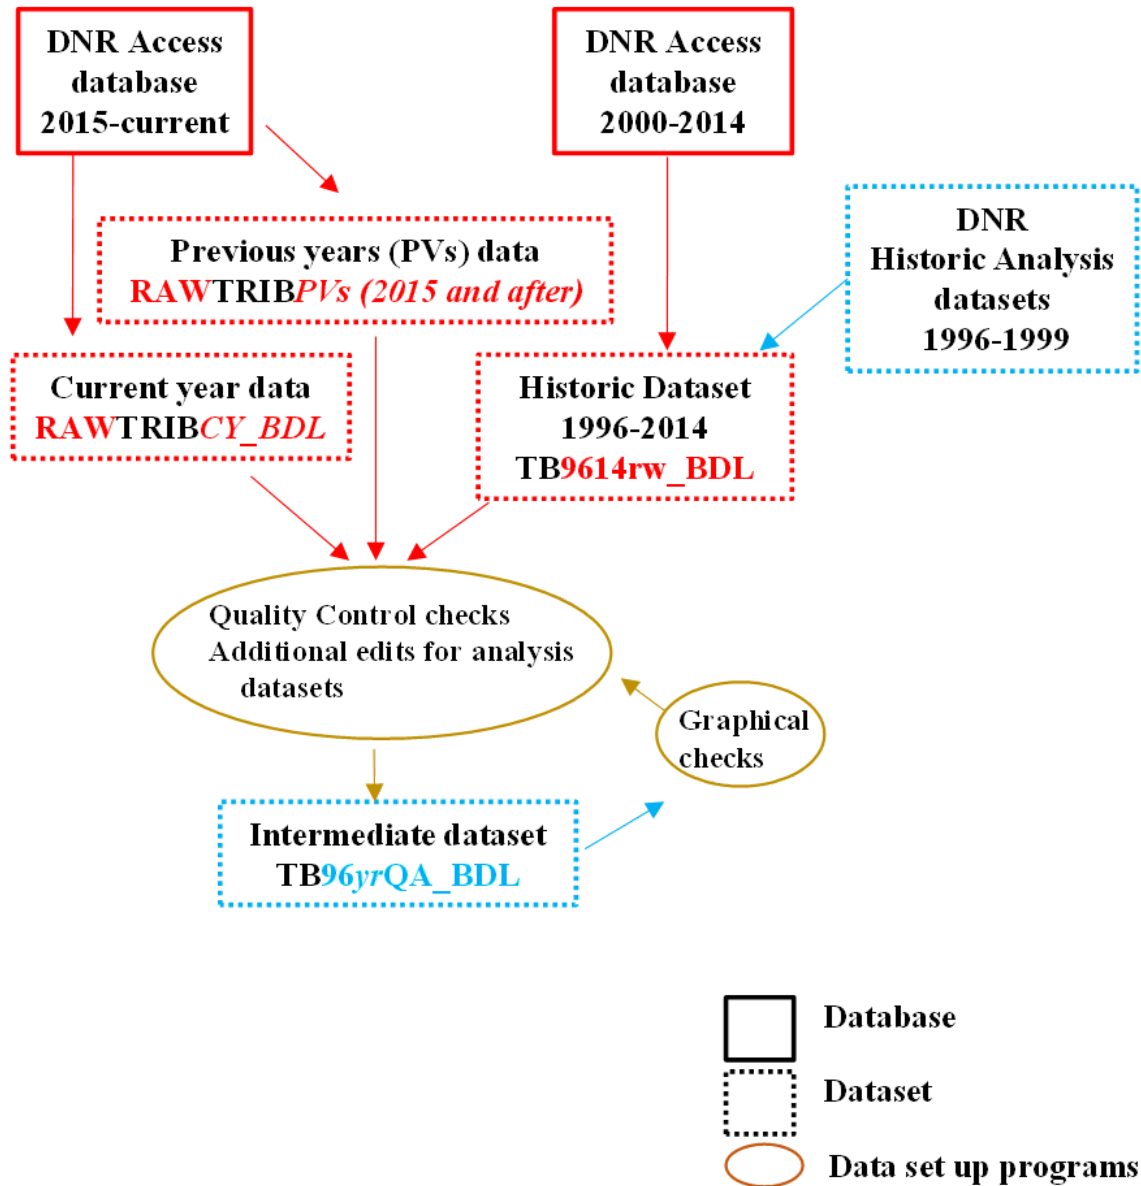 DNR Access
database
2015-current
DNR Access
database
2000-2014
DNR
Historic Analysis
datasets
1996-1999
Previous years (PVs) data
RAWTRIBPVs (2015 and after)
Current year data
RAWTRIBCY_BDL
Historic Dataset
1996-2014
TB9614rw_BDL
Quality Control checks
Additional edits for analysis
datasets
Graphical
checks
Intermediate dataset
TB96yrQA_BDL
Database
Dataset
Data set up programs